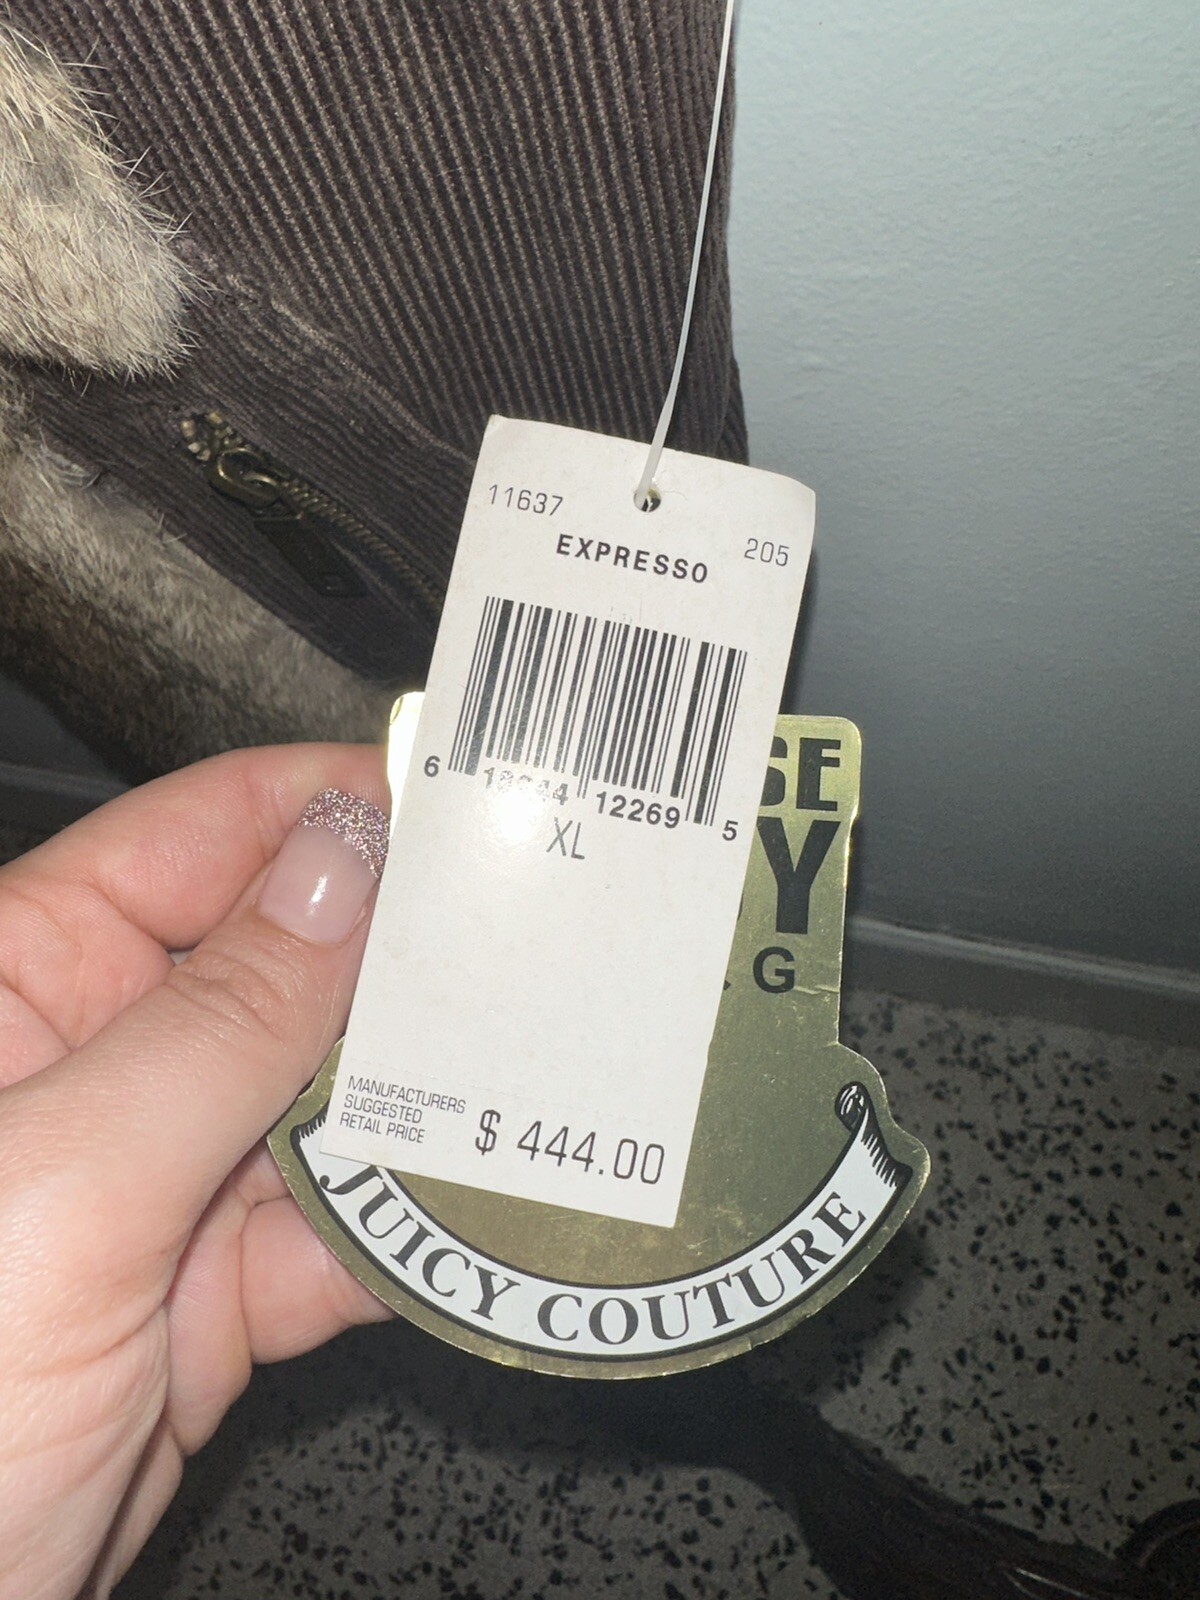 11637
205
EXPRESSO
6 12269 5
XL
SE
Y
G
MANUFACTURERS
SUGGESTED
RETAIL PRICE
$ 444.00
JUICY COUTURE